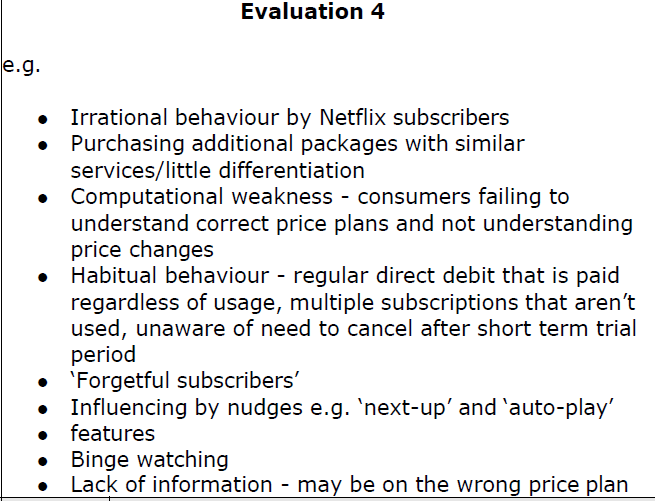 Evaluation 4
e.g.
● Irrational behaviour by Netflix subscribers
● Purchasing additional packages with similar
services/little differentiation
● Computational weakness - consumers failing to
understand correct price plans and not understanding
price changes
● Habitual behaviour - regular direct debit that is paid
regardless of usage, multiple subscriptions that aren’t
used, unaware of need to cancel after short term trial
period
● ‘Forgetful subscribers’
● Influencing by nudges e.g. ‘next-up’ and ‘auto-play’
● features
● Binge watching
● Lack of information - may be on the wrong price plan